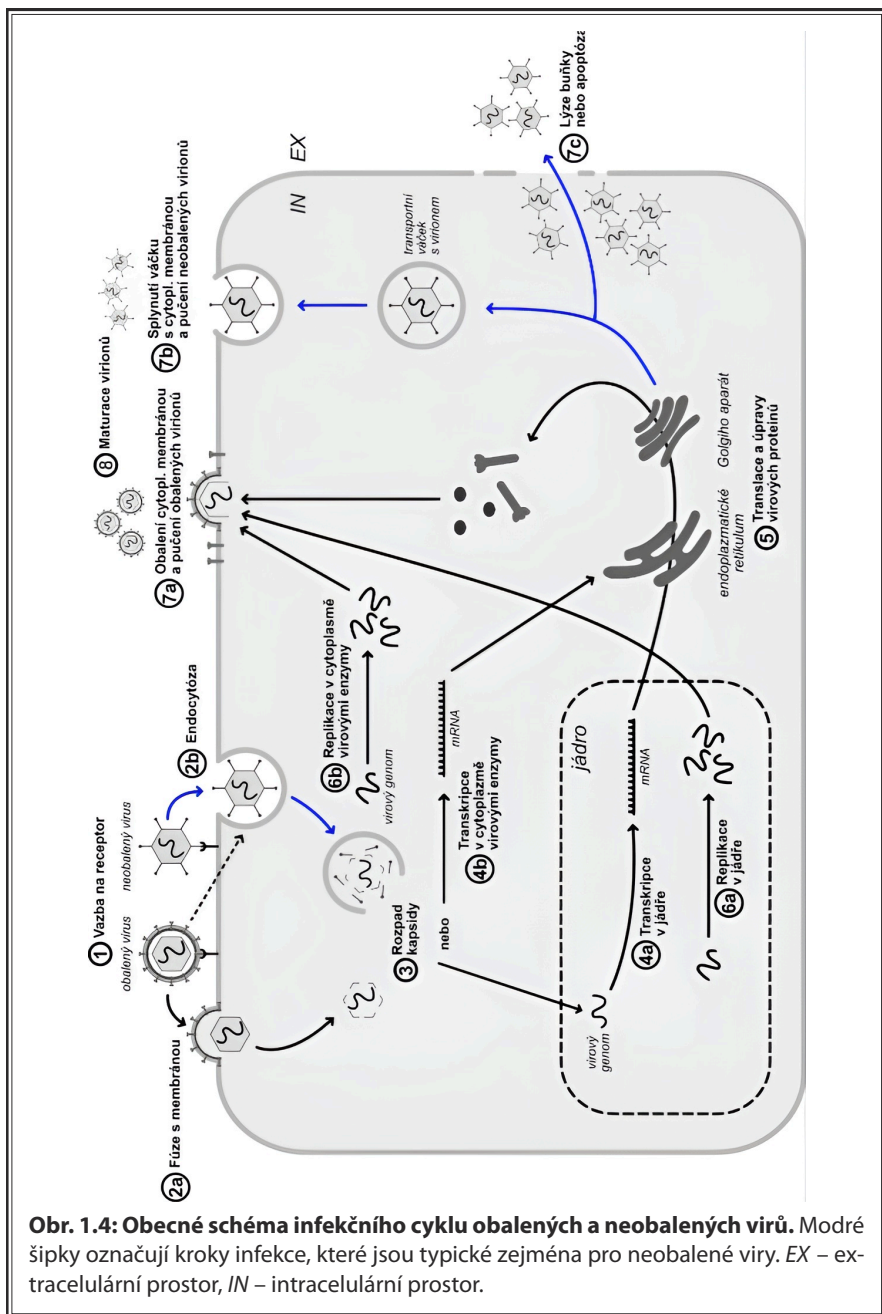 1 Vazba na receptor
obalený virus
neobalený virus
2a Fúze s membránou
2b Endocytóza
3 Rozpad
kapsidy
nebo
4a Transkripce
v jádře
4b Transkripce
v cytoplazmě
virovými enzymy
mRNA
virový
genom
jádro
mRNA
6a Replikace
v jádře
6b Replikace v cytoplasmě
virovými enzymy
virový genom
endoplazmatické
retikulum
Golgiho aparát
5 Translace a úpravy
virových proteinů
7a Obalení cytopl. membránou
a pučení obalených virionů
8 Maturace virionů
7b Splynutí váčku
s cytopl. membránou
a pučení neobalených virionů
transportní
váček
s virionem
IN
EX
7c Lýze buňky
nebo apoptóza
Obr. 1.4: Obecné schéma infekčního cyklu obalených a neobalených virů. Modré
šipky označují kroky infekce, které jsou typické zejména pro neobalené viry. EX – ex-
tracelulární prostor, IN – intracelulární prostor.